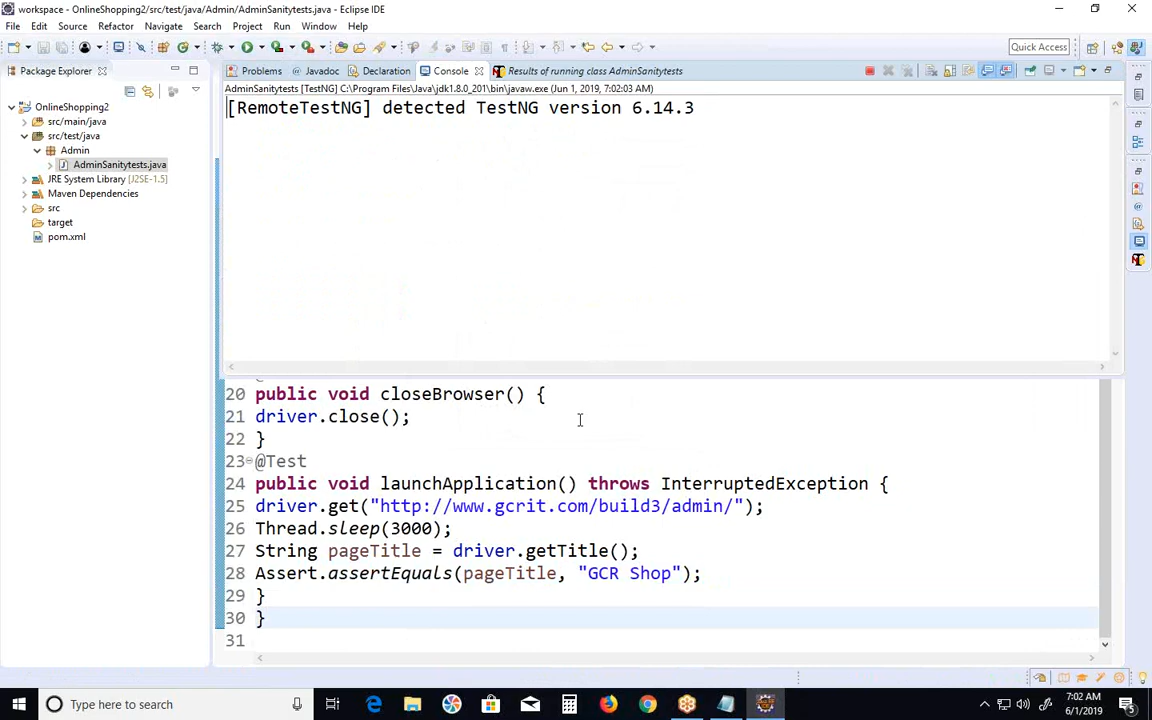 workspace - OnlineShopping2/src/test/java/Admin/AdminSanitytests.java - Eclipse IDE
File Edit Source Refactor Navigate Search Project Run Window Help
Quick Access
Package Explorer
Problems
Javadoc
Declaration
Console
Results of running class AdminSanitytests
AdminSanitytests [TestNG] C:\Program Files\Java\jdk1.8.0_201\bin\javaw.exe (Jun 1, 2019, 7:02:03 AM)
[RemoteTestNG] detected TestNG version 6.14.3
OnlineShopping2
src/main/java
src/test/java
Admin
AdminSanitytests.java
JRE System Library [J2SE-1.5]
Maven Dependencies
src
target
pom.xml
20 public void closeBrowser() {
21 driver.close();
22 }
23 @Test
24 public void launchApplication() throws InterruptedException {
25 driver.get("http://www.gcrit.com/build3/admin/");
26 Thread.sleep(3000);
27 String pageTitle = driver.getTitle();
28 Assert.assertEquals(pageTitle, "GCR Shop");
29 }
30 }
31
Type here to search
7:02 AM
6/1/2019
5